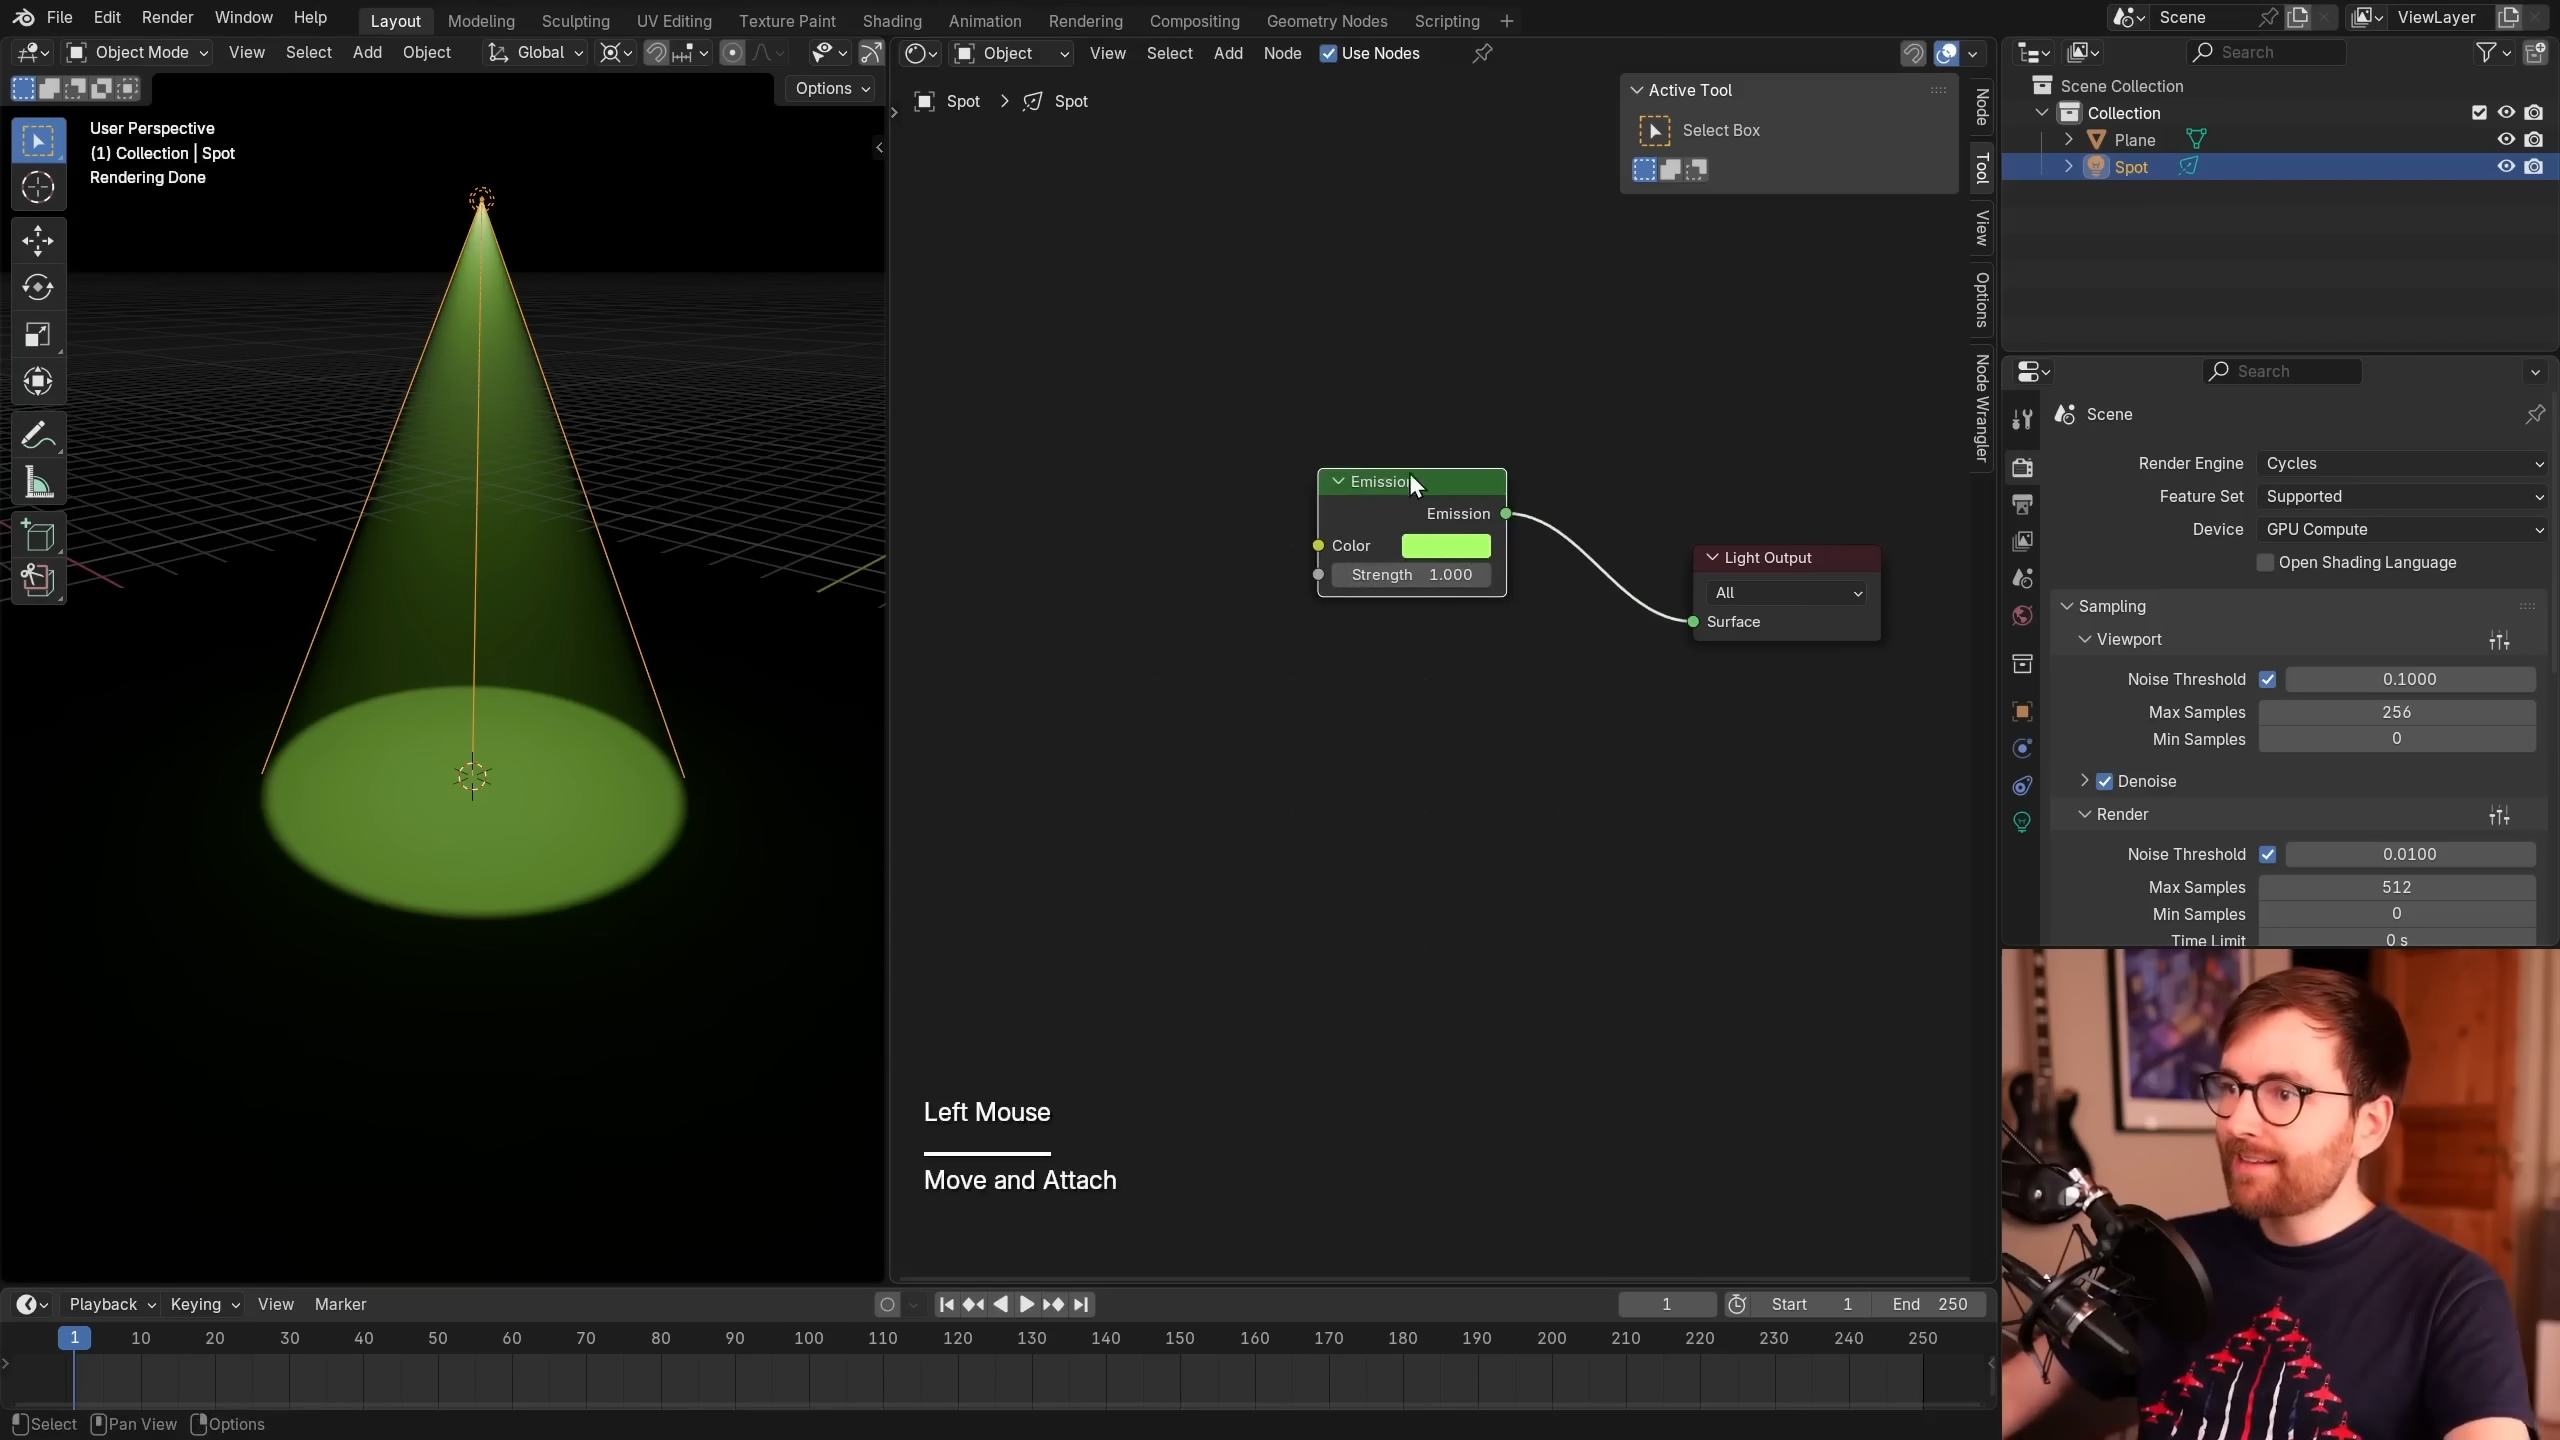 File Edit Render Window Help
Layout Modeling Sculpting UV Editing Texture Paint Shading Animation Rendering Compositing Geometry Nodes Scripting +
Scene
ViewLayer
Object Mode View Select Add Object Global
Options
User Perspective
(1) Collection | Spot
Rendering Done
Object View Select Add Node Use Nodes
Spot > Spot
Active Tool
Select Box
Node
Tool
View
Options
Node Wrangler
Emission
Emission
Color
Strength 1.000
Light Output
All
Surface
Left Mouse
Move and Attach
Search
Scene Collection
Collection
Plane
Spot
Search
Scene
Render Engine Cycles
Feature Set Supported
Device GPU Compute
Open Shading Language
Sampling
Viewport
Noise Threshold 0.1000
Max Samples 256
Min Samples 0
Denoise
Render
Noise Threshold 0.0100
Max Samples 512
Min Samples 0
Time Limit 0 s
Playback Keying View Marker
1 Start 1 End 250
1 10 20 30 40 50 60 70 80 90 100 110 120 130 140 150 160 170 180 190 200 210 220 230 240 250
Select Pan View Options